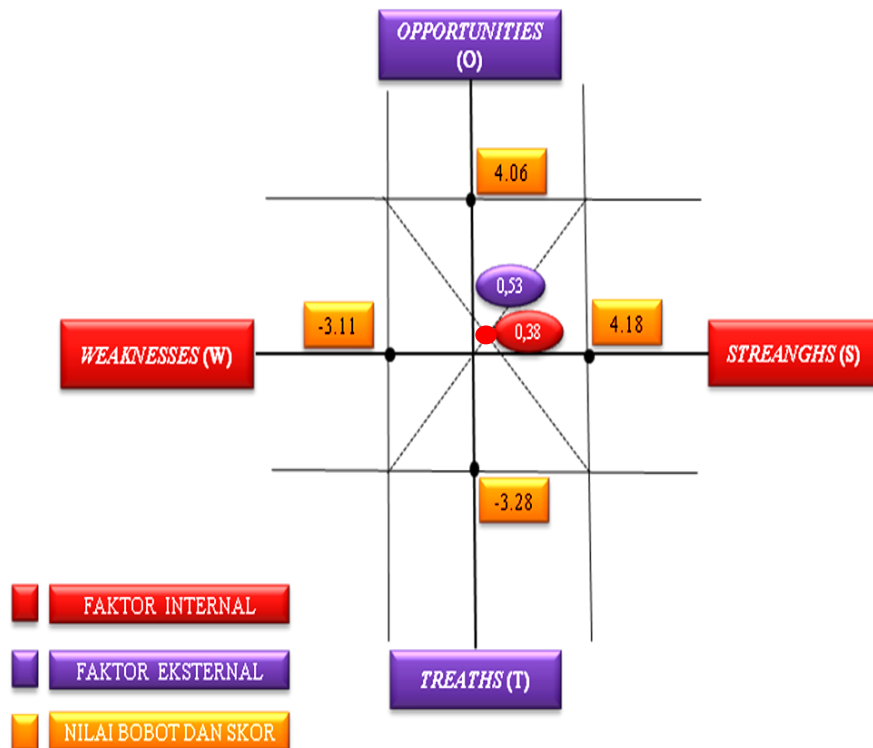 OPPORTUNITIES
(O)
4.06
0,53
-3.11
0,38
4.18
WEAKNESSES (W)
STREANGHS (S)
-3.28
FAKTOR INTERNAL
FAKTOR EKSTERNAL
TREATHS (T)
NILAI BOBOT DAN SKOR